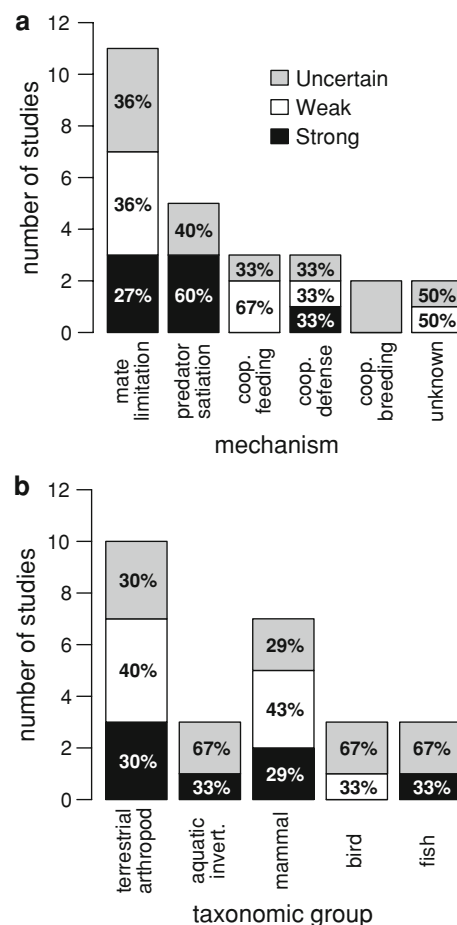 a
12
10
8
6
4
2
0
number of studies
Uncertain
Weak
Strong
36%
36%
27%
40%
60%
33%
67%
33%
33%
33%
50%
50%
mate
limitation
predator
satiation
coop.
feeding
coop.
defense
coop.
breeding
unknown
mechanism
b
12
10
8
6
4
2
0
number of studies
30%
40%
30%
67%
33%
29%
43%
29%
67%
33%
67%
33%
terrestrial
arthropod
aquatic
invert.
mammal
bird
fish
taxonomic group